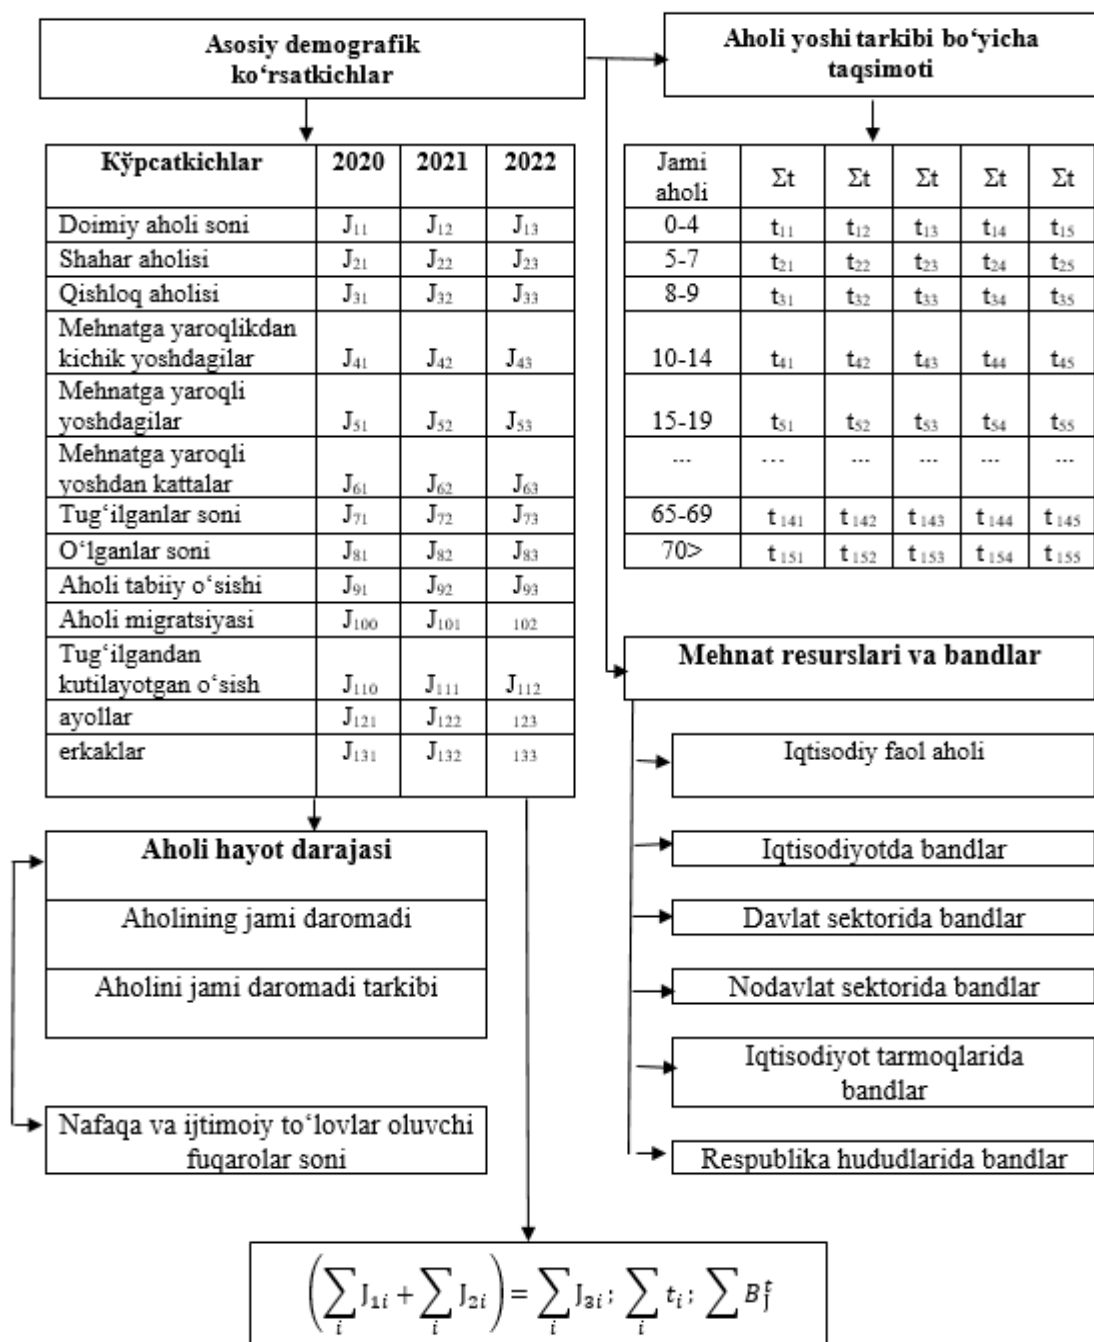 Asosiy demografik
ko‘rsatkichlar
Aholi yoshi tarkibi bo‘yicha
taqsimoti
Кўрсаткichlar 2020 2021 2022
Doimiy aholi soni J₁₁ J₁₂ J₁₃
Shahar aholisi J₂₁ J₂₂ J₂₃
Qishloq aholisi J₃₁ J₃₂ J₃₃
Mehnatga yaroqlikdan
kichik yoshdagilar J₄₁ J₄₂ J₄₃
Mehnatga yaroqli
yoshdagilar J₅₁ J₅₂ J₅₃
Mehnatga yaroqli
yoshdan kattalar J₆₁ J₆₂ J₆₃
Tug‘ilganlar soni J₇₁ J₇₂ J₇₃
O‘lganlar soni J₈₁ J₈₂ J₈₃
Aholi tabiiy o‘sishi J₉₁ J₉₂ J₉₃
Aholi migratsiyasi J₁₀₀ J₁₀₁ ₁₀₂
Tug‘ilgandan
kutilayotgan o‘sish J₁₁₀ J₁₁₁ J₁₁₂
ayollar J₁₂₁ J₁₂₂ ₁₂₃
erkaklar J₁₃₁ J₁₃₂ ₁₃₃
Jami
aholi Σt Σt Σt Σt Σt
0-4 t₁₁ t₁₂ t₁₃ t₁₄ t₁₅
5-7 t₂₁ t₂₂ t₂₃ t₂₄ t₂₅
8-9 t₃₁ t₃₂ t₃₃ t₃₄ t₃₅
10-14 t₄₁ t₄₂ t₄₃ t₄₄ t₄₅
15-19 t₅₁ t₅₂ t₅₃ t₅₄ t₅₅
... ... ... ... ... ...
65-69 t₁₄₁ t₁₄₂ t₁₄₃ t₁₄₄ t₁₄₅
70> t₁₅₁ t₁₅₂ t₁₅₃ t₁₅₄ t₁₅₅
Aholi hayot darajasi
Aholining jami daromadi
Aholini jami daromadi tarkibi
Nafaqa va ijtimoiy to‘lovlar oluvchi
fuqarolar soni
Mehnat resurslari va bandlar
Iqtisodiy faol aholi
Iqtisodiyotda bandlar
Davlat sektorida bandlar
Nodavlat sektorida bandlar
Iqtisodiyot tarmoqlarida
bandlar
Respublika hududlarida bandlar
(∑ᵢ J₁ᵢ + ∑ᵢ J₂ᵢ) = ∑ᵢ J₃ᵢ; ∑ᵢ tᵢ; ∑ B_J^t